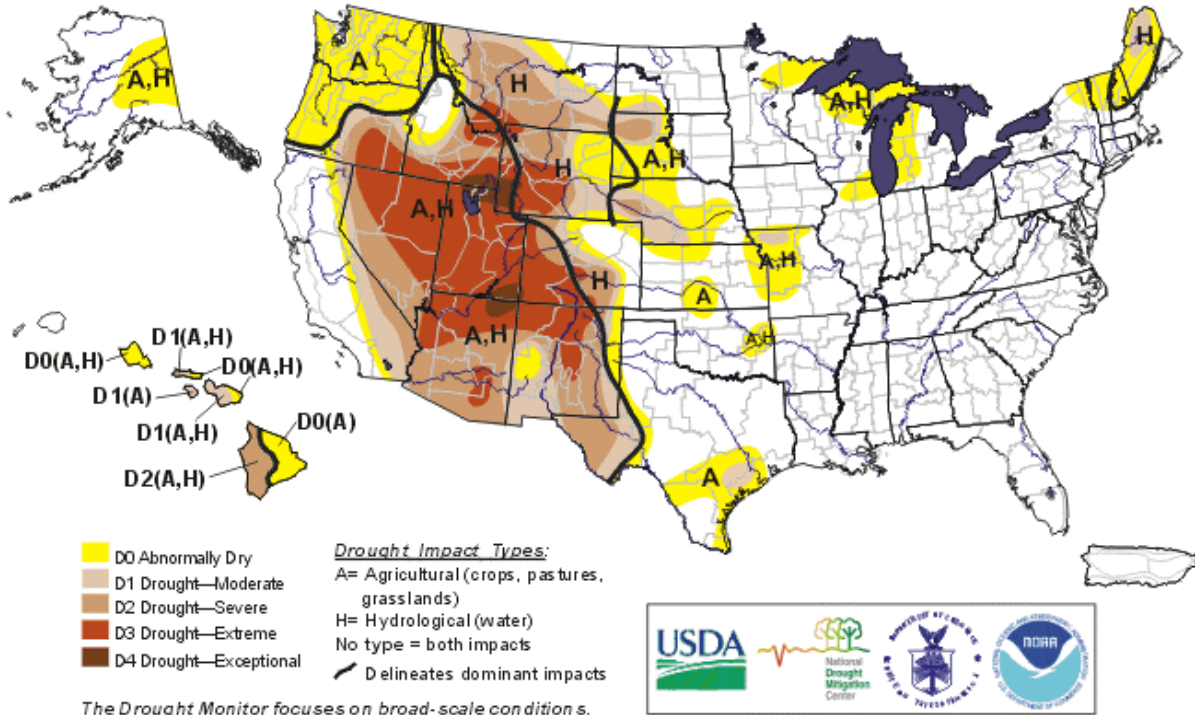 A,H
A
H
H
A,H
A,H
H
A,H
H
A,H
A
A,H
A,H
A
D0(A,H)
D1(A,H)
D0(A,H)
D1(A)
D1(A,H)
D0(A)
D2(A,H)
D0 Abnormally Dry
D1 Drought—Moderate
D2 Drought—Severe
D3 Drought—Extreme
D4 Drought—Exceptional
Drought Impact Types:
A= Agricultural (crops, pastures,
grasslands)
H= Hydrological (water)
No type = both impacts
Delineates dominant impacts
The Drought Monitor focuses on broad-scale conditions.
USDA
National
Drought
Mitigation
Center
NOAA